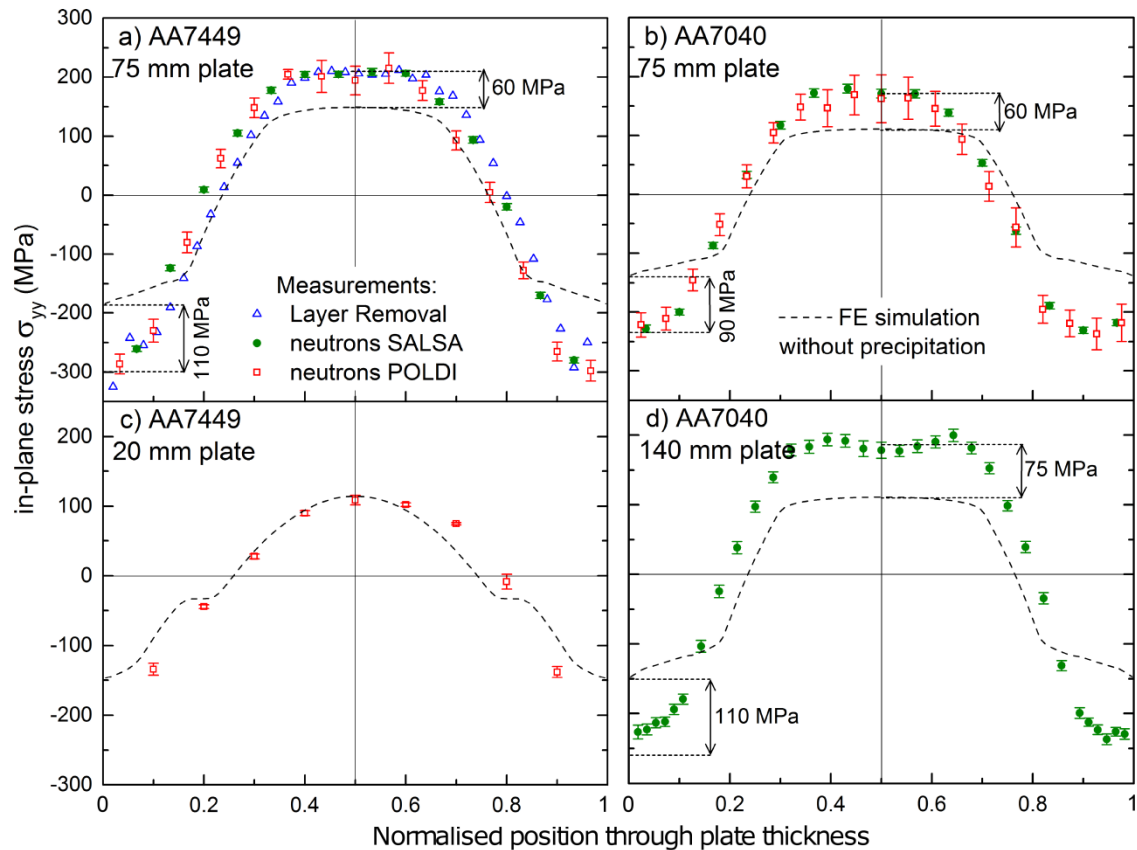 a) AA7449
75 mm plate
60 MPa
110 MPa
Measurements:
Layer Removal
neutrons SALSA
neutrons POLDI
300
200
100
0
-100
-200
-300
b) AA7040
75 mm plate
60 MPa
90 MPa
FE simulation
without precipitation
c) AA7449
20 mm plate
200
100
0
-100
-200
-300
d) AA7040
140 mm plate
75 MPa
110 MPa
in-plane stress σyy (MPa)
0 0.2 0.4 0.6 0.8 1
0 0.2 0.4 0.6 0.8 1
Normalised position through plate thickness